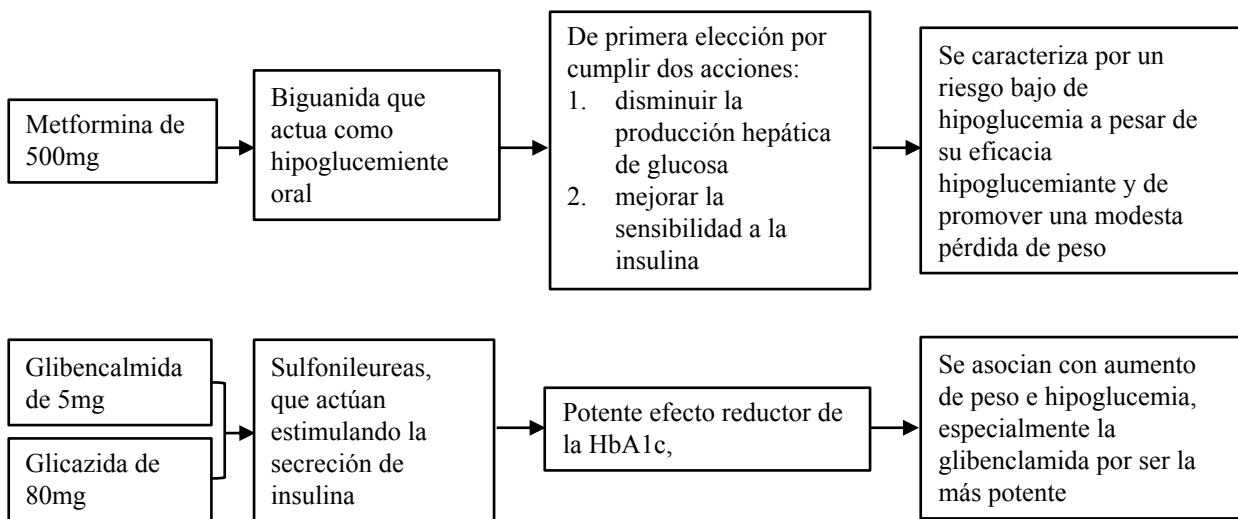 Metformina de
500mg
Biguanida que
actua como
hipoglucemiente
oral
De primera elección por
cumplir dos acciones:
1. disminuir la
producción hepática
de glucosa
2. mejorar la
sensibilidad a la
insulina
Se caracteriza por un
riesgo bajo de
hipoglucemia a pesar de
su eficacia
hipoglucemiante y de
promover una modesta
pérdida de peso
Glibencalmida
de 5mg
Glicazida de
80mg
Sulfonileureas,
que actúan
estimulando la
secreción de
insulina
Potente efecto reductor de
la HbA1c,
Se asocian con aumento
de peso e hipoglucemia,
especialmente la
glibenclamida por ser la
más potente